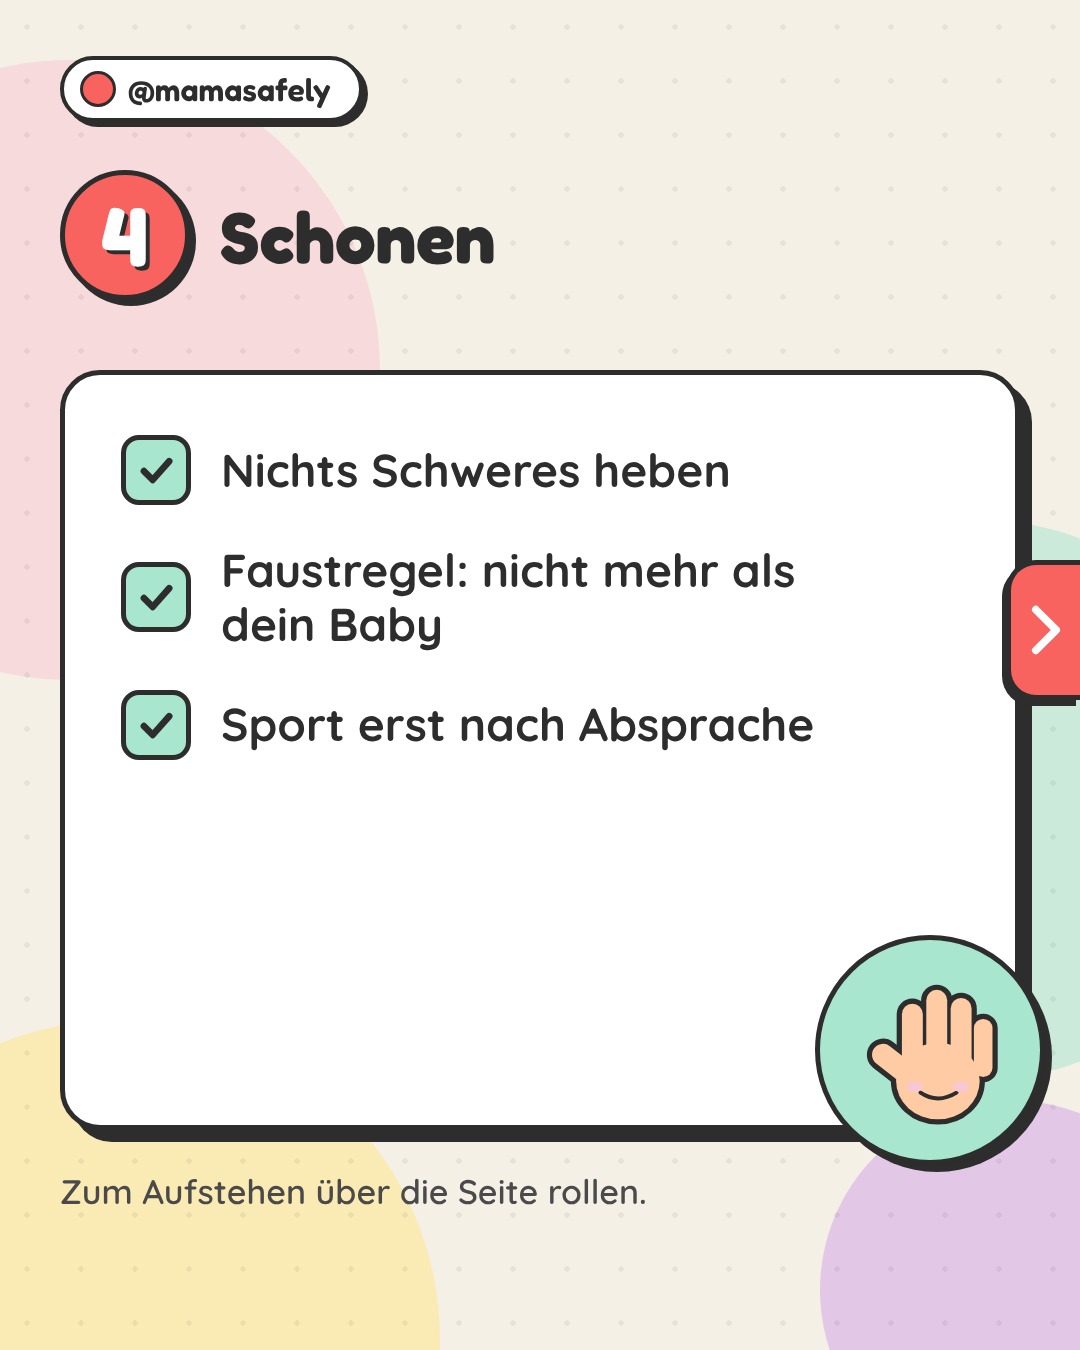 @mamasafely
4 Schonen
Nichts Schweres heben
Faustregel: nicht mehr als
dein Baby
Sport erst nach Absprache
Zum Aufstehen über die Seite rollen.